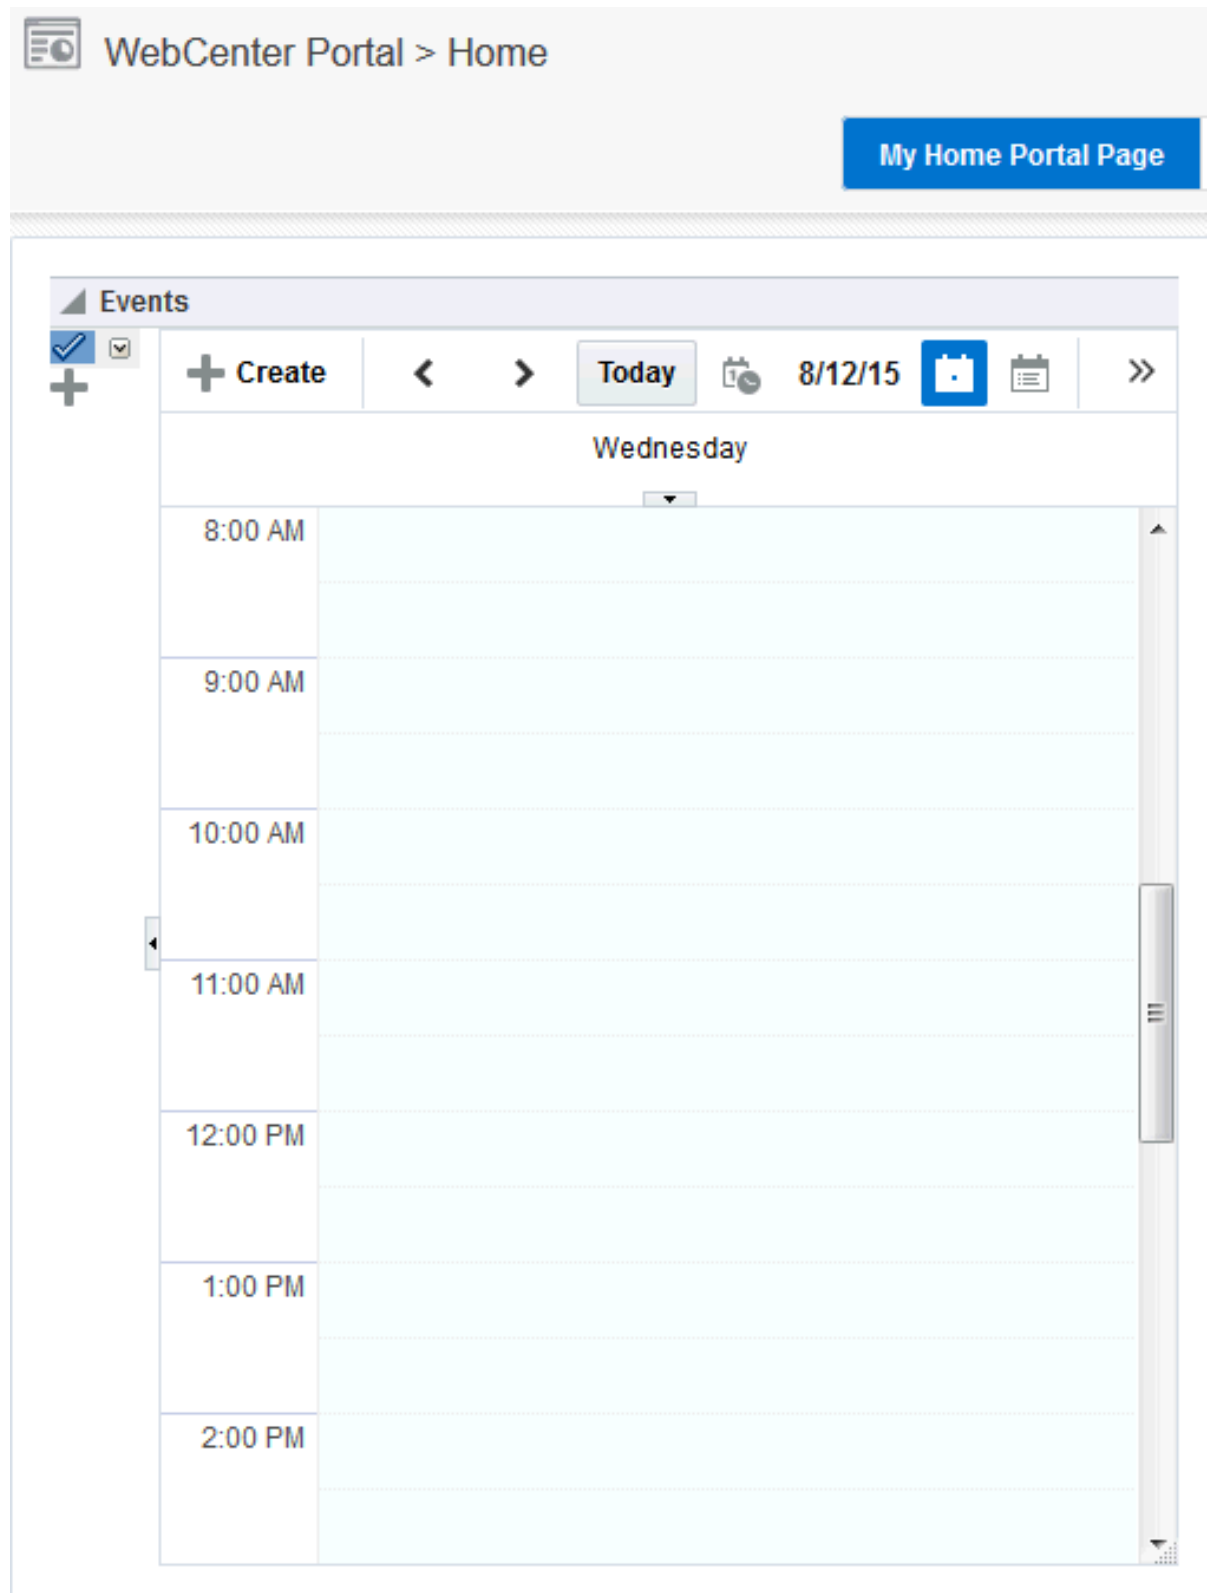 WebCenter Portal > Home
My Home Portal Page
Events
Create
Today
8/12/15
Wednesday
8:00 AM
9:00 AM
10:00 AM
11:00 AM
12:00 PM
1:00 PM
2:00 PM